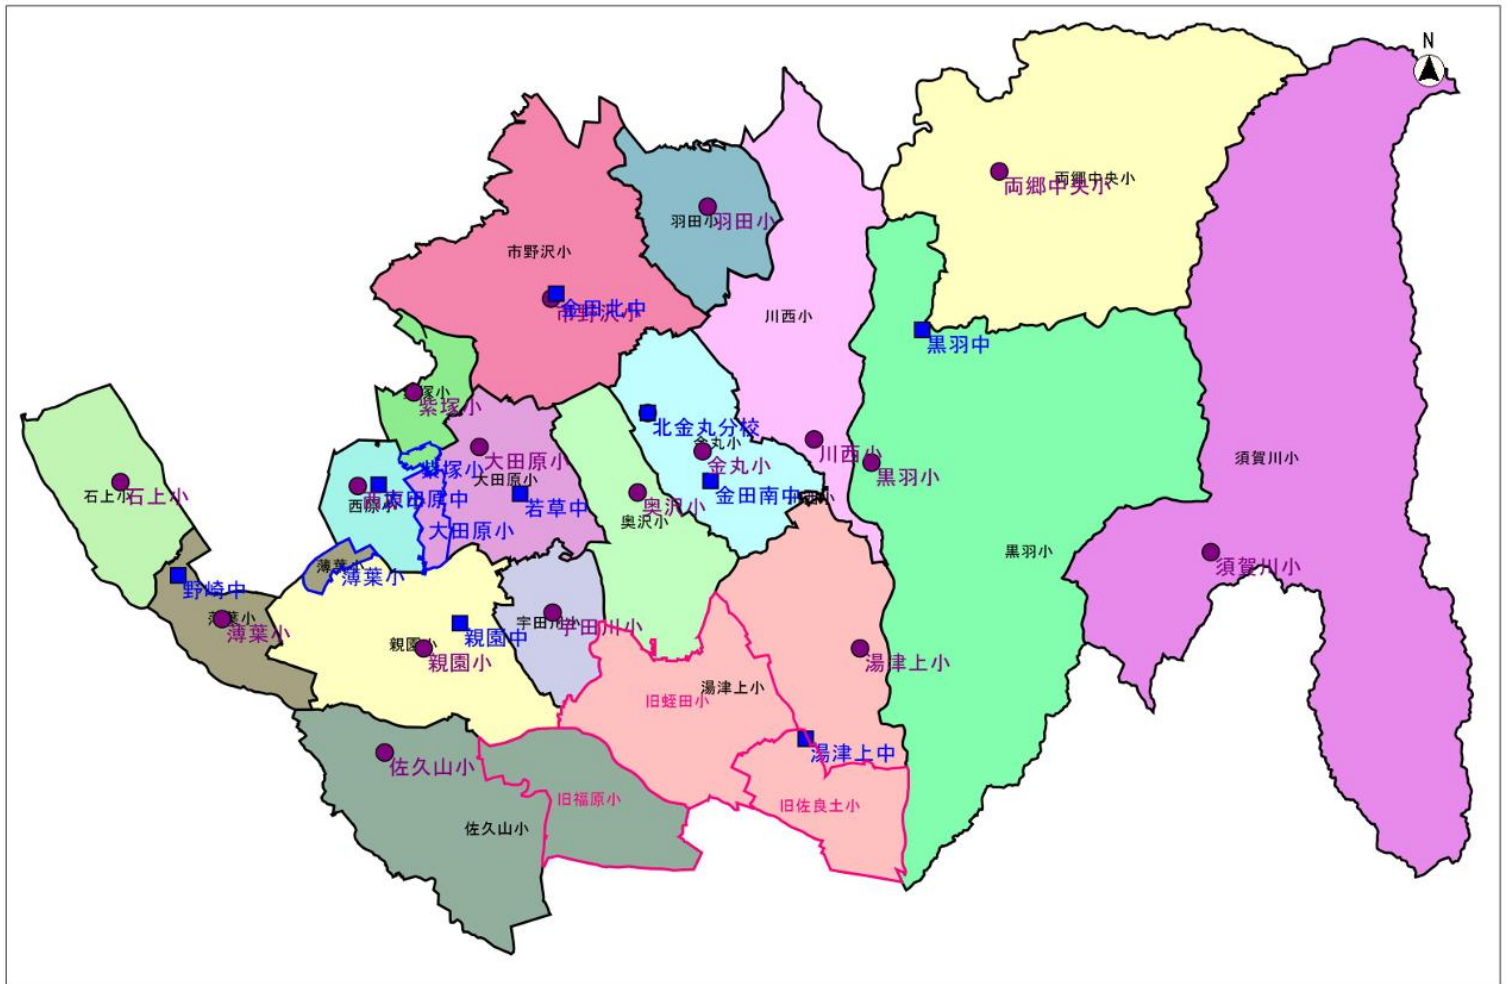 N
両郷中央小
両郷中央小
羽田小
羽田小
市野沢小
金田北中
市野沢小
川西小
黒羽中
紫塚小
紫塚小
北金丸分校
金丸小
金丸小
川西小
須賀川小
大田原小
黒羽小
紫塚小
大田原小
石上小
石上小
西原小
大田原中
若草中
金田南中
奥沢小
奥沢小
大田原小
黒羽小
須賀川小
薄葉小
薄葉小
野崎中
薄葉小
薄葉小
宇田川小
宇田川小
親園中
親園小
親園小
湯津上小
湯津上小
旧蛭田小
湯津上中
佐久山小
旧福原小
旧佐良土小
佐久山小